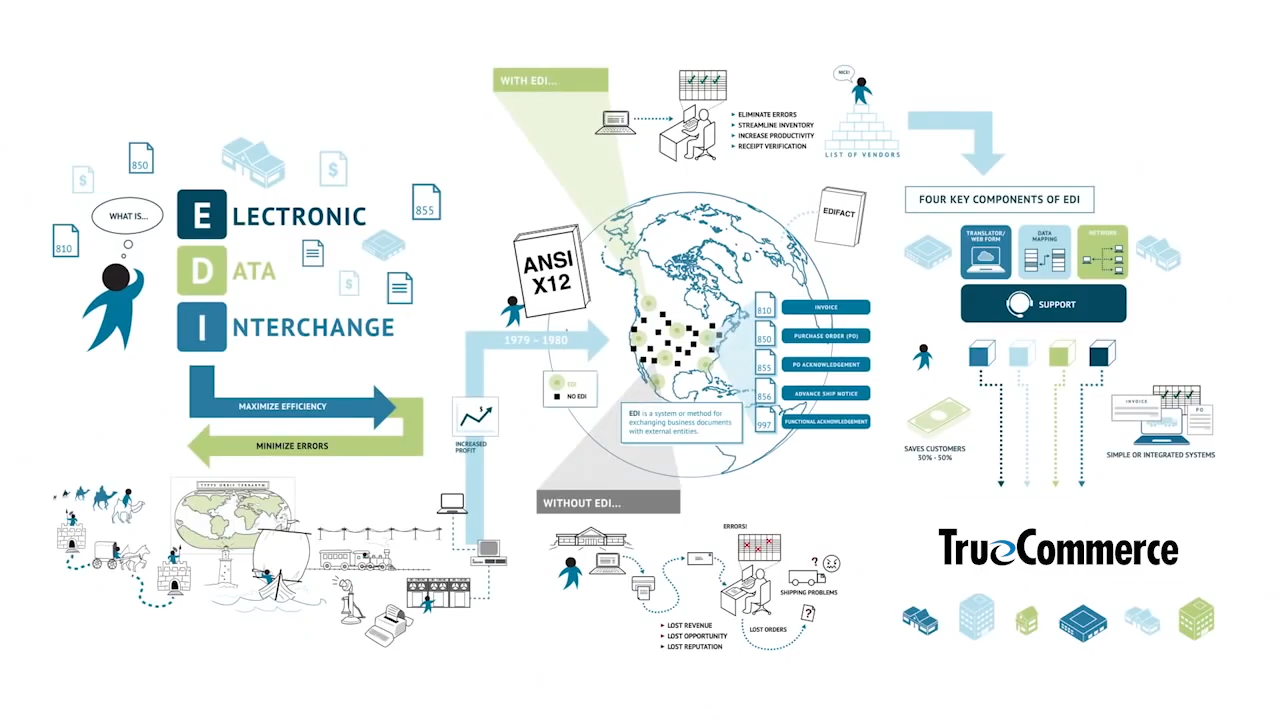 WHAT IS...
850
810
855
$
$
$
E LECTRONIC
D ATA
I NTERCHANGE
MAXIMIZE EFFICIENCY
MINIMIZE ERRORS
INCREASED
PROFIT
$
1979 – 1980
WITH EDI...
ELIMINATE ERRORS
STREAMLINE INVENTORY
INCREASE PRODUCTIVITY
RECEIPT VERIFICATION
NICE!
LIST OF VENDORS
ANSI
X12
EDIFACT
EDI
NO EDI
EDI is a system or method for
exchanging business documents
with external entities.
810 INVOICE
850 PURCHASE ORDER (PO)
855 PO ACKNOWLEDGEMENT
856 ADVANCE SHIP NOTICE
997 FUNCTIONAL ACKNOWLEDGEMENT
WITHOUT EDI...
ERRORS!
?
SHIPPING PROBLEMS
?
LOST ORDERS
LOST REVENUE
LOST OPPORTUNITY
LOST REPUTATION
FOUR KEY COMPONENTS OF EDI
TRANSLATOR/
WEB FORM
DATA
MAPPING
NETWORK
SUPPORT
SAVES CUSTOMERS
30% - 50%
INVOICE
PO
SIMPLE OR INTEGRATED SYSTEMS
TrueCommerce